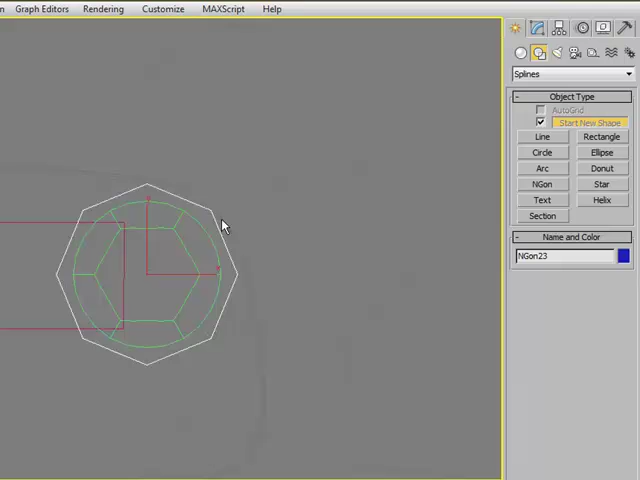 n Graph Editors Rendering Customize MAXScript Help
Splines
- Object Type
AutoGrid
Start New Shape
Line Rectangle
Circle Ellipse
Arc Donut
NGon Star
Text Helix
Section
- Name and Color
NGon23